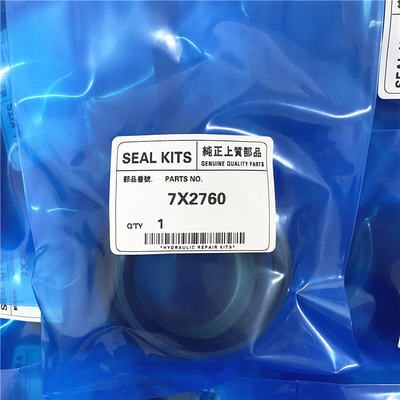 SEAL KITS
純正上質部品
GENUINE QUALITY PARTS
部品番號. PARTS NO.
7X2760
Q'TY 1
*HYDRAULIC REPAIR KITS*
SEAL